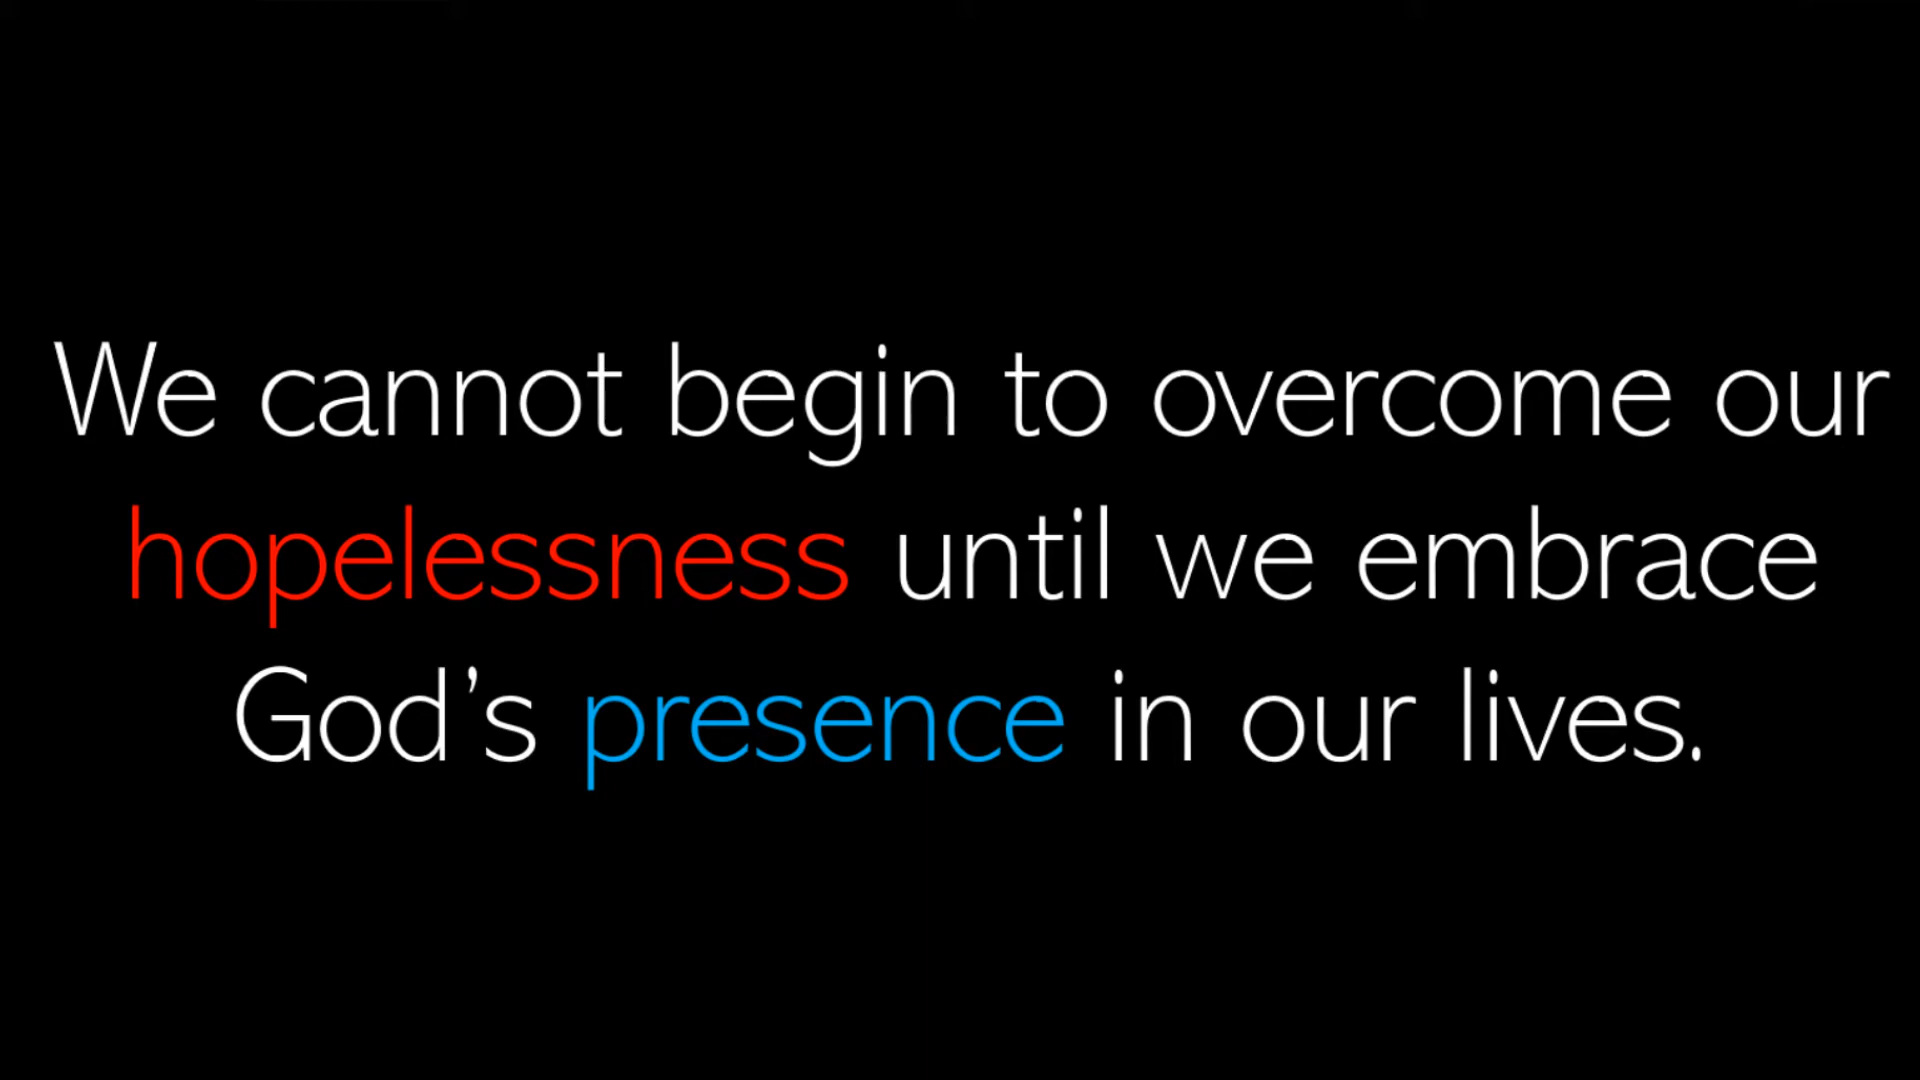 We cannot begin to overcome our
hopelessness until we embrace
God’s presence in our lives.